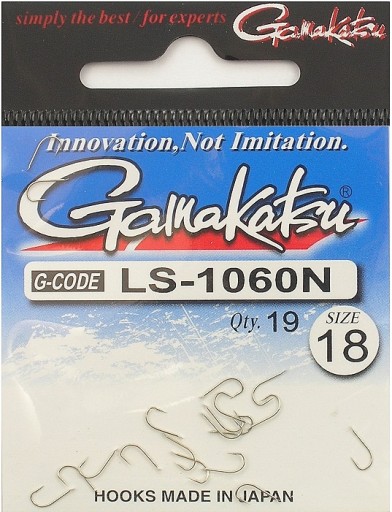 simply the best / for experts
Gamakatsu
Innovation, Not Imitation.
Gamakatsu®
G-CODE LS-1060N
Qty. 19 SIZE
18
HOOKS MADE IN JAPAN